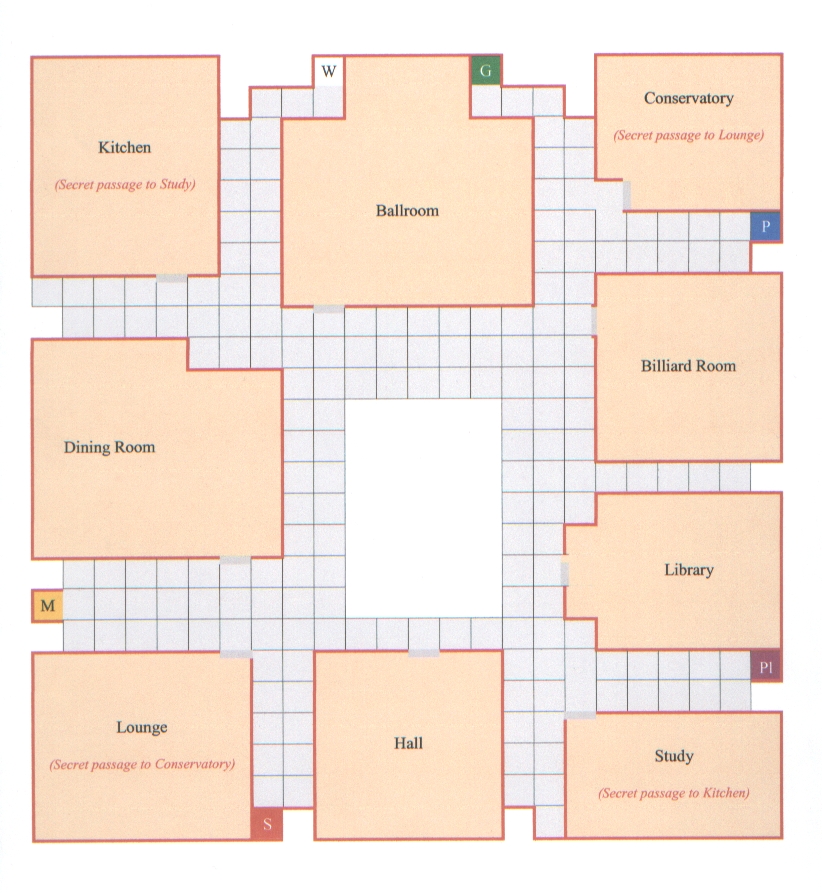 W
G
Conservatory
(Secret passage to Lounge)
Kitchen
(Secret passage to Study)
Ballroom
P
Billiard Room
Dining Room
Library
M
Pl
Lounge
(Secret passage to Conservatory)
Hall
Study
(Secret passage to Kitchen)
S